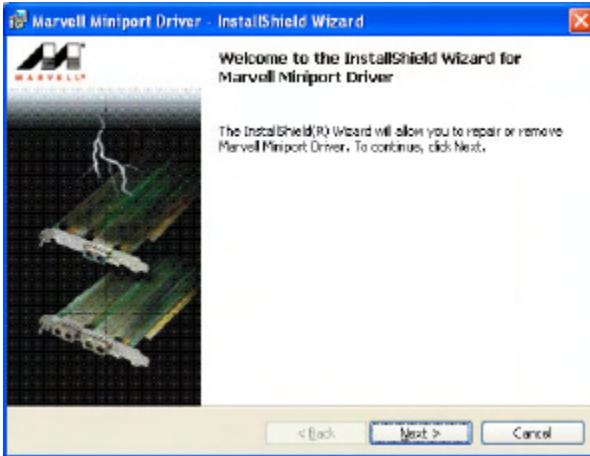 Marvell Miniport Driver - InstallShield Wizard
MARVELL®
Welcome to the InstallShield Wizard for
Marvell Miniport Driver
The InstallShield(R) Wizard will allow you to repair or remove
Marvell Miniport Driver. To continue, click Next.
< Back
Next >
Cancel